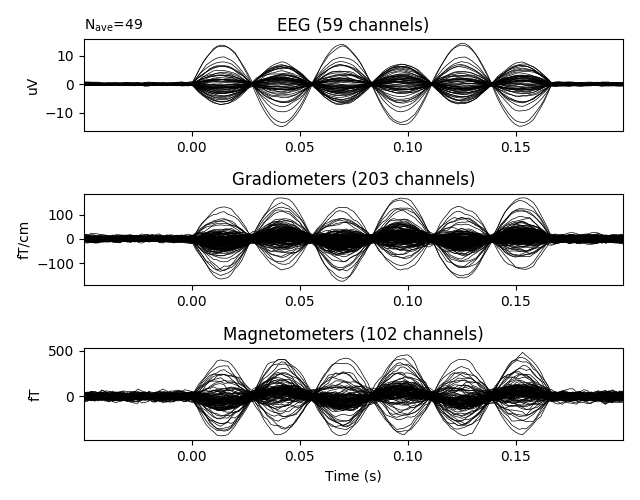 N_ave=49
EEG (59 channels)
10
0
−10
uV
0.00 0.05 0.10 0.15
Gradiometers (203 channels)
100
0
−100
fT/cm
0.00 0.05 0.10 0.15
Magnetometers (102 channels)
500
0
fT
0.00 0.05 0.10 0.15
Time (s)